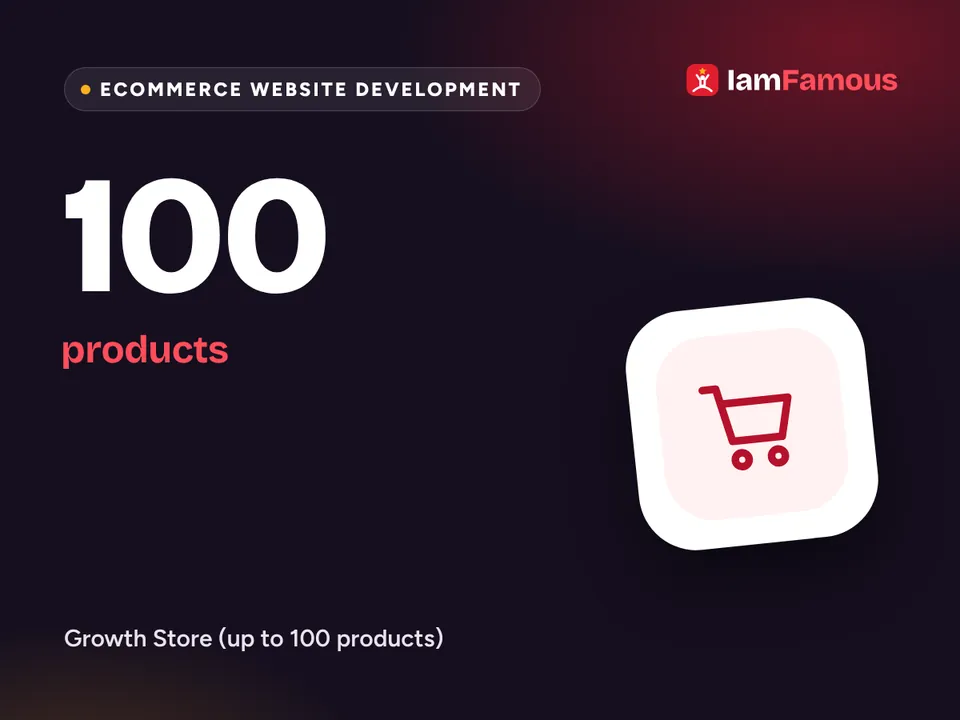 ECOMMERCE WEBSITE DEVELOPMENT
IamFamous
100
products
Growth Store (up to 100 products)